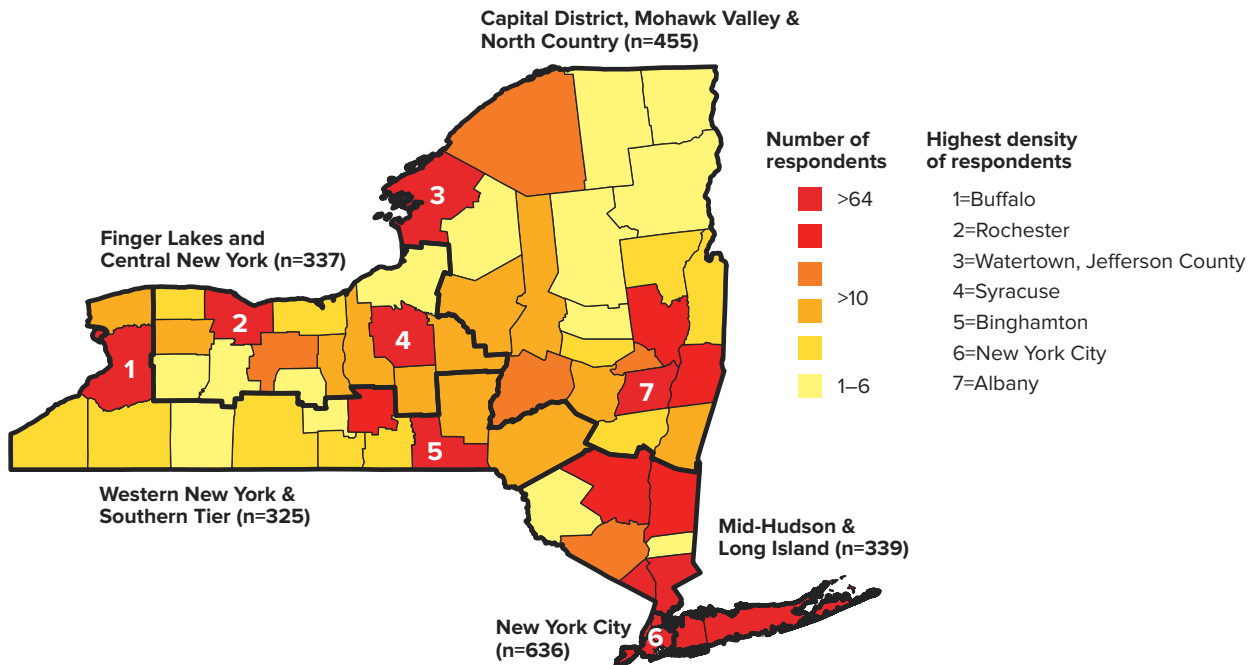 Capital District, Mohawk Valley &
North Country (n=455)
Number of
respondents
>64
>10
1–6
Highest density
of respondents
1=Buffalo
2=Rochester
3=Watertown, Jefferson County
4=Syracuse
5=Binghamton
6=New York City
7=Albany
Finger Lakes and
Central New York (n=337)
3
2
4
1
7
5
Western New York &
Southern Tier (n=325)
Mid-Hudson &
Long Island (n=339)
New York City
(n=636)
6